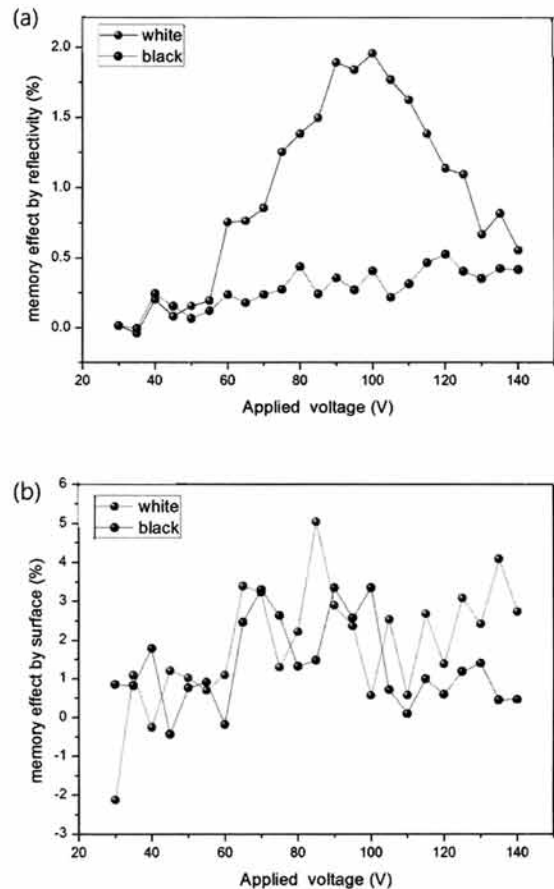 (a)
white
black
memory effect by reflectivity (%)
2.0
1.5
1.0
0.5
0.0
20 40 60 80 100 120 140
Applied voltage (V)
(b)
white
black
memory effect by surface (%)
6
5
4
3
2
1
0
-1
-2
-3
20 40 60 80 100 120 140
Applied voltage (V)